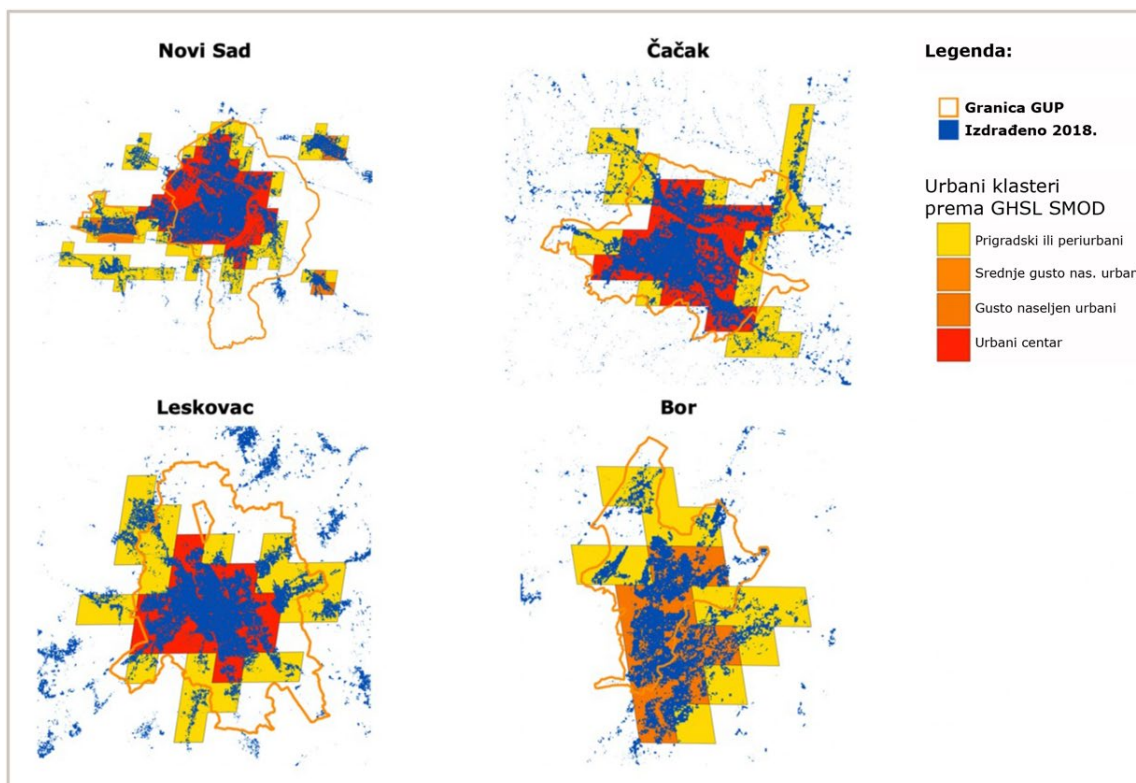 Novi Sad
Čačak
Legenda:
Granica GUP
Izdrađeno 2018.
Urbani klasteri
prema GHSL SMOD
Prigradski ili periurbani
Srednje gusto nas. urban
Gusto naseljen urbani
Urbani centar
Leskovac
Bor